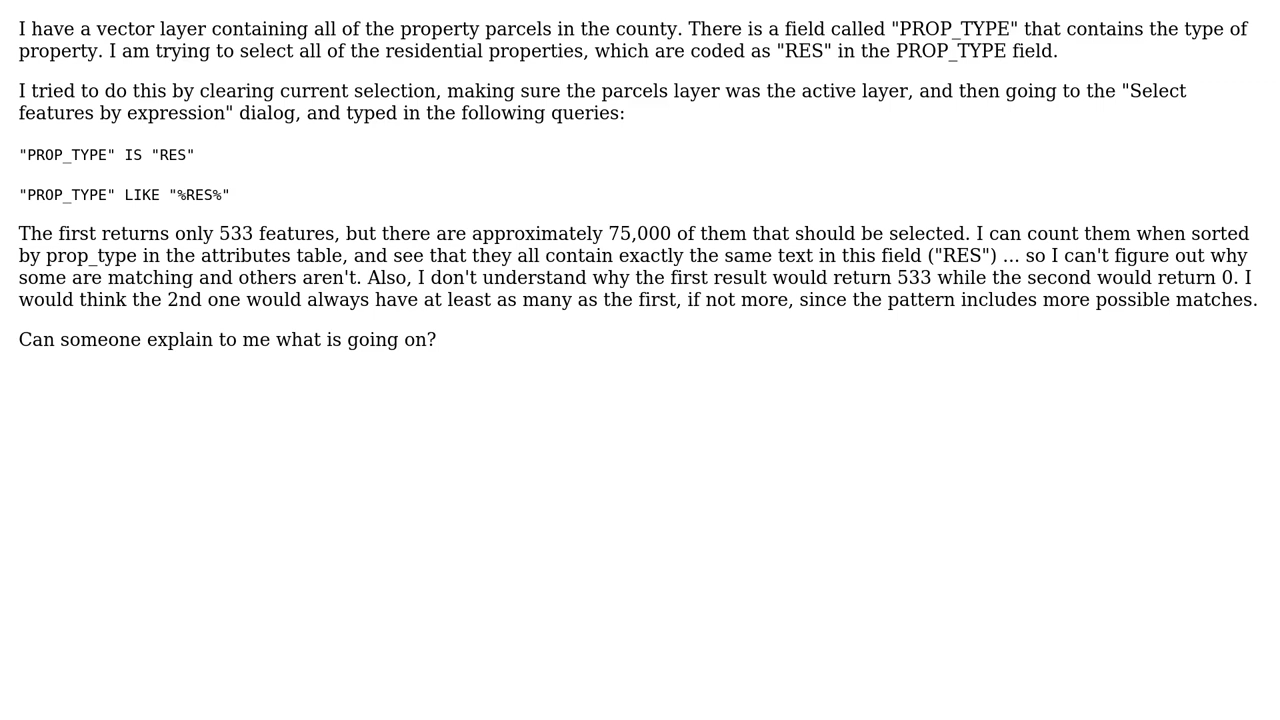 I have a vector layer containing all of the property parcels in the county. There is a field called "PROP_TYPE" that contains the type of
property. I am trying to select all of the residential properties, which are coded as "RES" in the PROP_TYPE field.
I tried to do this by clearing current selection, making sure the parcels layer was the active layer, and then going to the "Select
features by expression" dialog, and typed in the following queries:
"PROP_TYPE" IS "RES"
"PROP_TYPE" LIKE "%RES%"
The first returns only 533 features, but there are approximately 75,000 of them that should be selected. I can count them when sorted
by prop_type in the attributes table, and see that they all contain exactly the same text in this field ("RES") ... so I can't figure out why
some are matching and others aren't. Also, I don't understand why the first result would return 533 while the second would return 0. I
would think the 2nd one would always have at least as many as the first, if not more, since the pattern includes more possible matches.
Can someone explain to me what is going on?